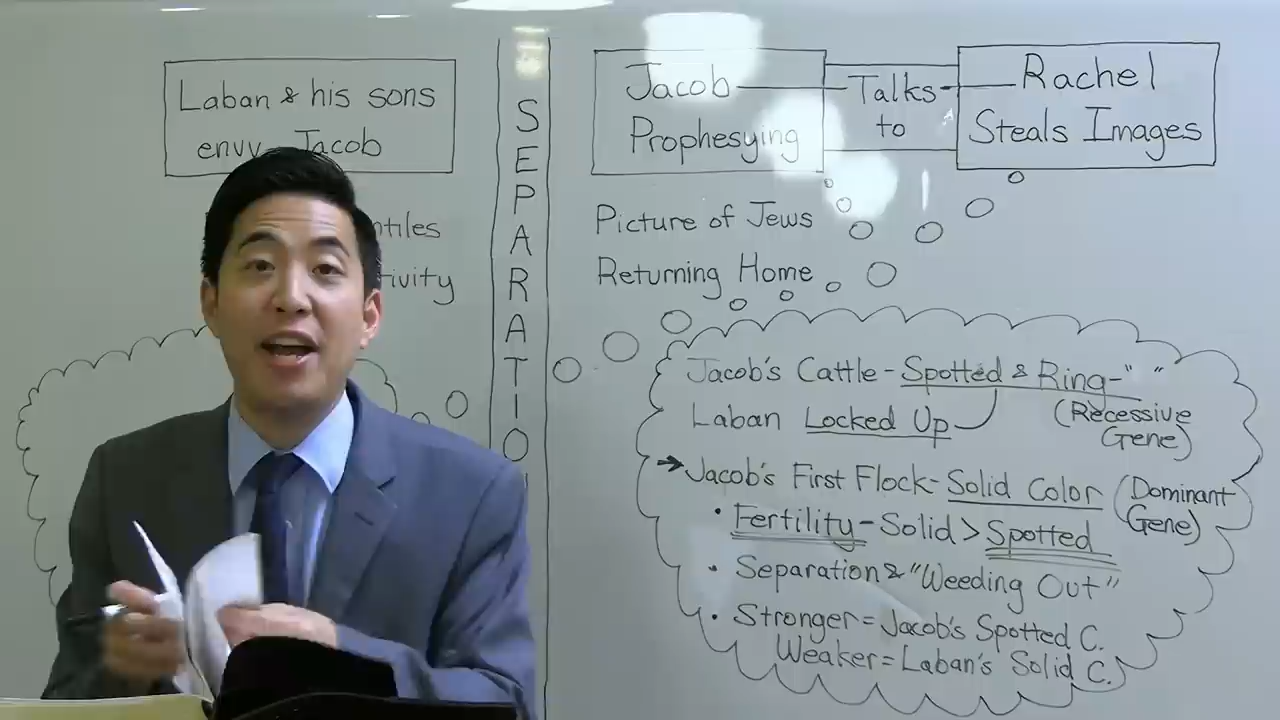 Laban & his sons
envy Jacob
SEPARATIO
Jacob
Prophesying
Talks
to
Rachel
Steals Images
Picture of Jews
Returning Home
Jacob's Cattle - Spotted & Ring-" "
(Recessive
Gene)
Laban Locked Up
→Jacob's First Flock - Solid Color (Dominant
Gene)
• Fertility - Solid > Spotted
• Separation & "Weeding Out"
• Stronger = Jacob's Spotted C.
Weaker = Laban's Solid C.